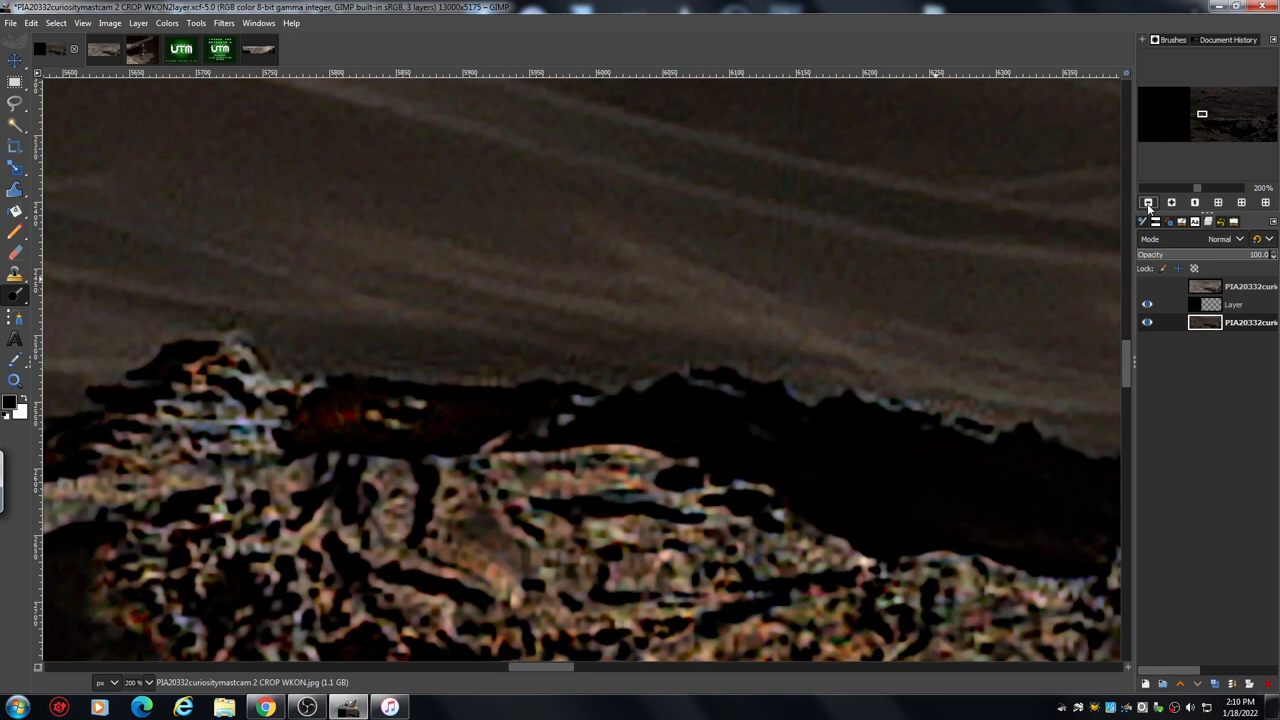 *PIA20332curiositymastcam 2 CROP WKON2layer.xcf-5.0 (RGB color 8-bit gamma integer, GIMP built-in sRGB, 3 layers) 13000x5175 – GIMP
File Edit Select View Image Layer Colors Tools Filters Windows Help
UTM UTM
Brushes Document History
5600 5650 5700 5750 5800 5850 5900 5950 6000 6050 6100 6150 6200 6250 6300 6350
200%
Mode Normal
Opacity 100.0
Lock:
PIA20332curi
Layer
PIA20332curi
px 200 % PIA20332curiositymastcam 2 CROP WKON.jpg (1.1 GB)
2:10 PM
1/18/2022